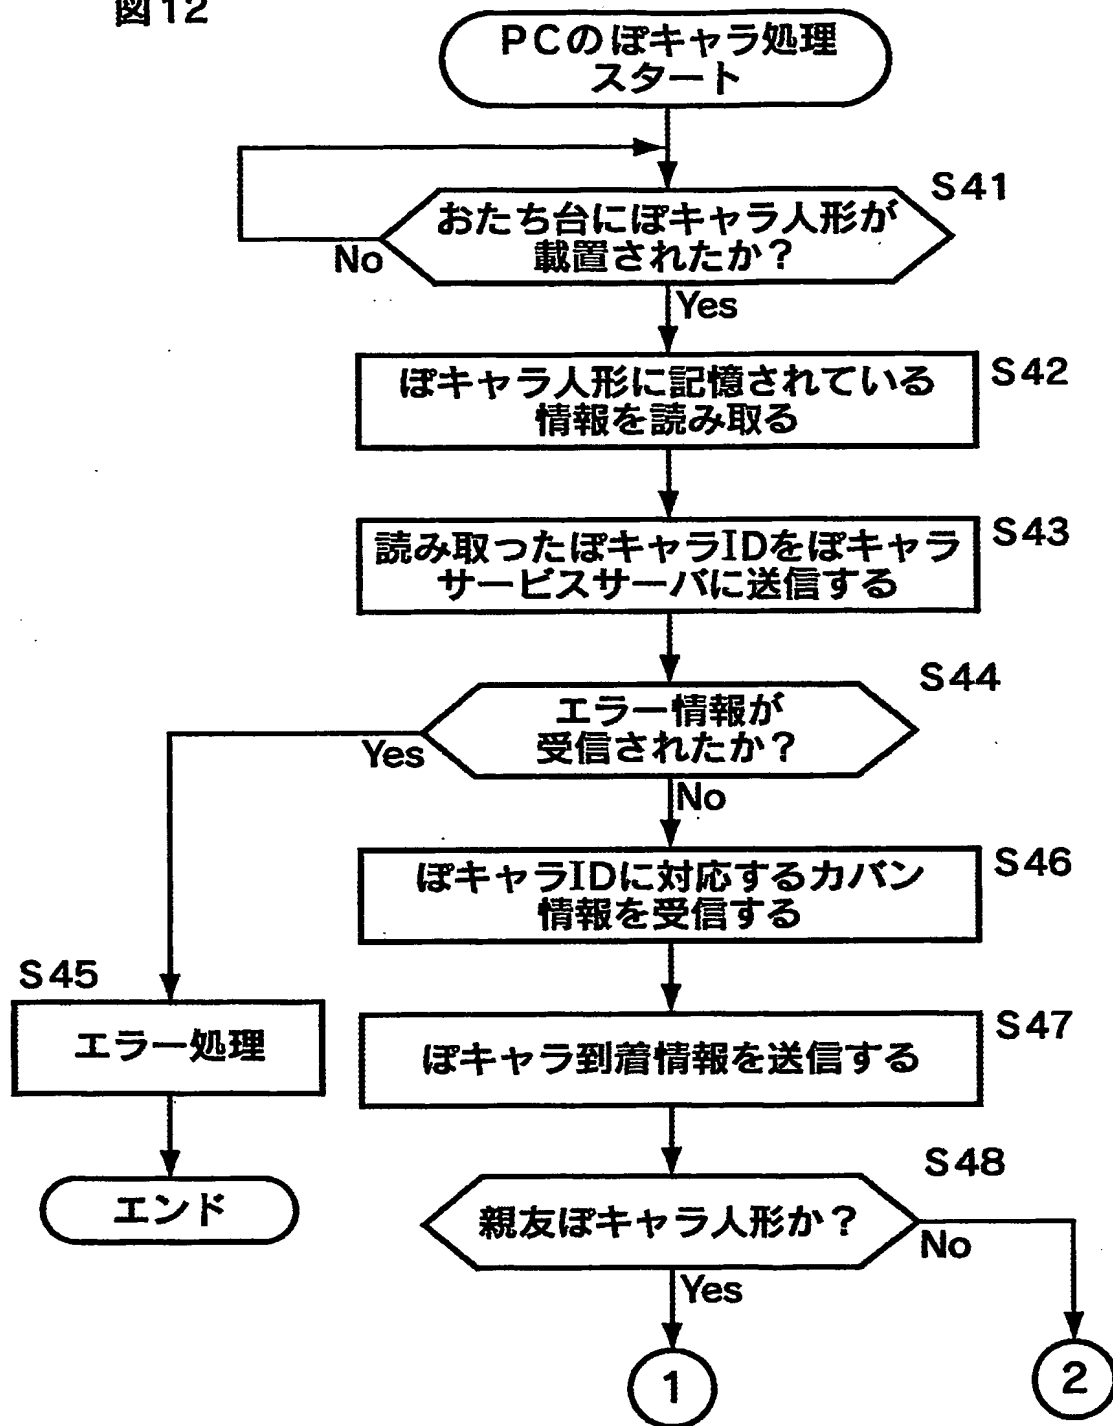 図12
PCのぽキャラ処理
スタート
S41
おたち台にぽキャラ人形が
載置されたか？
No
Yes
S42
ぽキャラ人形に記憶されている
情報を読み取る
S43
読み取ったぽキャラIDをぽキャラ
サービスサーバに送信する
S44
エラー情報が
受信されたか？
Yes
No
S46
ぽキャラIDに対応するカバン
情報を受信する
S45
エラー処理
S47
ぽキャラ到着情報を送信する
エンド
S48
親友ぽキャラ人形か？
No
Yes
1
2